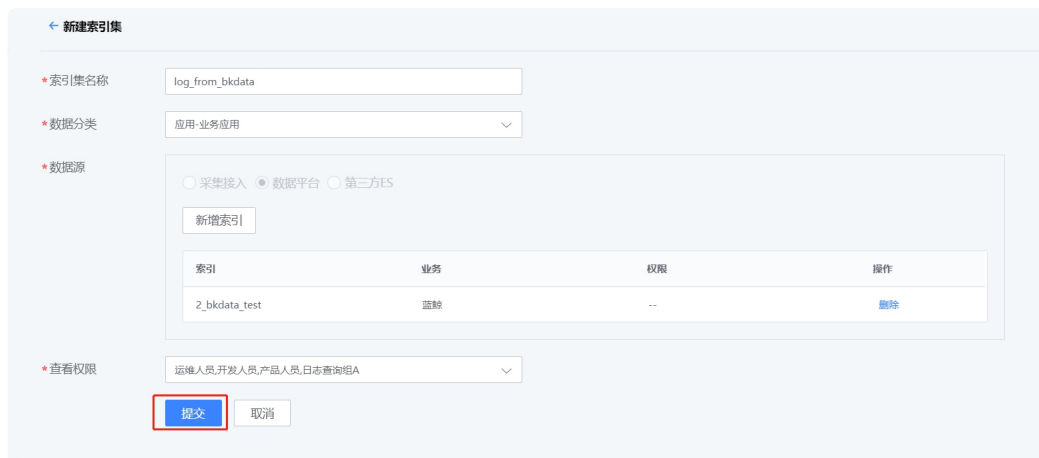 ← 新建索引集
*索引集名称 log_from_bkdata
*数据分类 应用-业务应用
*数据源
采集接入 数据平台 第三方ES
新增索引
索引 业务 权限 操作
2_bkdata_test 蓝鲸 -- 删除
*查看权限 运维人员,开发人员,产品人员,日志查询组A
提交 取消